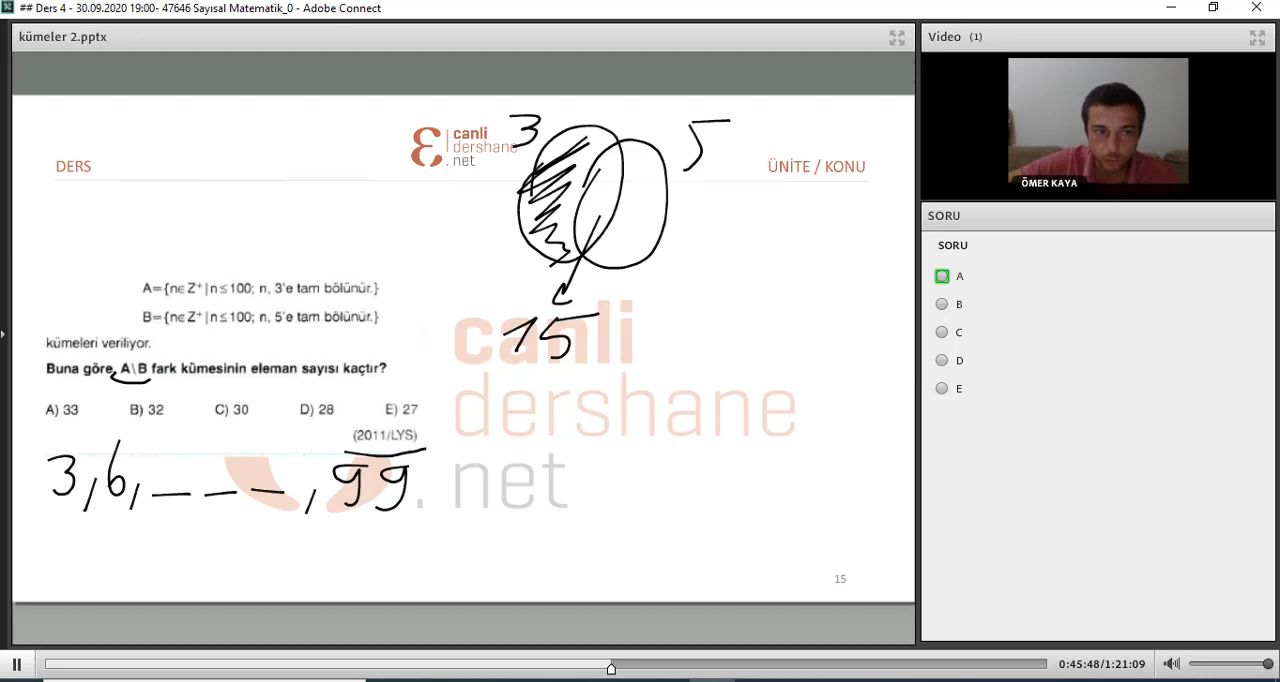 ## Ders 4 - 30.09.2020 19:00- 47646 Sayısal Matematik_0 - Adobe Connect
kümeler 2.pptx
canli
dershane
.net
DERS
ÜNİTE / KONU
3
5
15
A={n∈Z⁺|n≤100; n, 3'e tam bölünür.}
B={n∈Z⁺|n≤100; n, 5'e tam bölünür.}
kümeleri veriliyor.
Buna göre, A\B fark kümesinin eleman sayısı kaçtır?
A) 33 B) 32 C) 30 D) 28 E) 27
(2011/LYS)
3, 6, _ _ _, 99
canli
dershane
.net
15
Video (1)
ÖMER KAYA
SORU
SORU
A
B
C
D
E
0:45:48/1:21:09